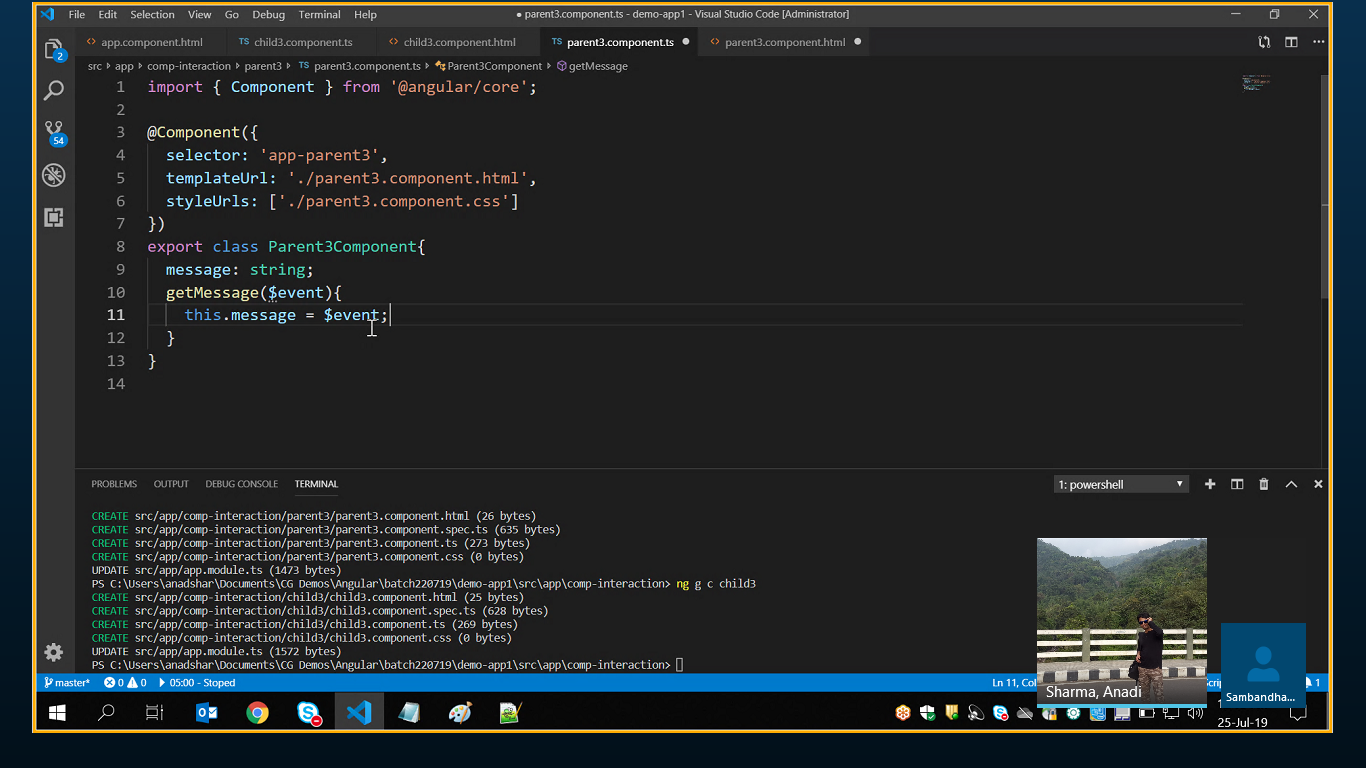 File Edit Selection View Go Debug Terminal Help
● parent3.component.ts - demo-app1 - Visual Studio Code [Administrator]
app.component.html
TS child3.component.ts
child3.component.html
TS parent3.component.ts
parent3.component.html
src > app > comp-interaction > parent3 > TS parent3.component.ts > Parent3Component > getMessage
1 import { Component } from '@angular/core';
2
3 @Component({
4 selector: 'app-parent3',
5 templateUrl: './parent3.component.html',
6 styleUrls: ['./parent3.component.css']
7 })
8 export class Parent3Component{
9 message: string;
10 getMessage($event){
11 this.message = $event;
12 }
13 }
14
2
54
PROBLEMS OUTPUT DEBUG CONSOLE TERMINAL
1: powershell
CREATE src/app/comp-interaction/parent3/parent3.component.html (26 bytes)
CREATE src/app/comp-interaction/parent3/parent3.component.spec.ts (635 bytes)
CREATE src/app/comp-interaction/parent3/parent3.component.ts (273 bytes)
CREATE src/app/comp-interaction/parent3/parent3.component.css (0 bytes)
UPDATE src/app/app.module.ts (1473 bytes)
PS C:\Users\anadshar\Documents\CG Demos\Angular\batch220719\demo-app1\src\app\comp-interaction> ng g c child3
CREATE src/app/comp-interaction/child3/child3.component.html (25 bytes)
CREATE src/app/comp-interaction/child3/child3.component.spec.ts (628 bytes)
CREATE src/app/comp-interaction/child3/child3.component.ts (269 bytes)
CREATE src/app/comp-interaction/child3/child3.component.css (0 bytes)
UPDATE src/app/app.module.ts (1572 bytes)
PS C:\Users\anadshar\Documents\CG Demos\Angular\batch220719\demo-app1\src\app\comp-interaction>
Sharma, Anadi
Sambandha...
master* 0 0 05:00 - Stoped
Ln 11, Col
1
25-Jul-19